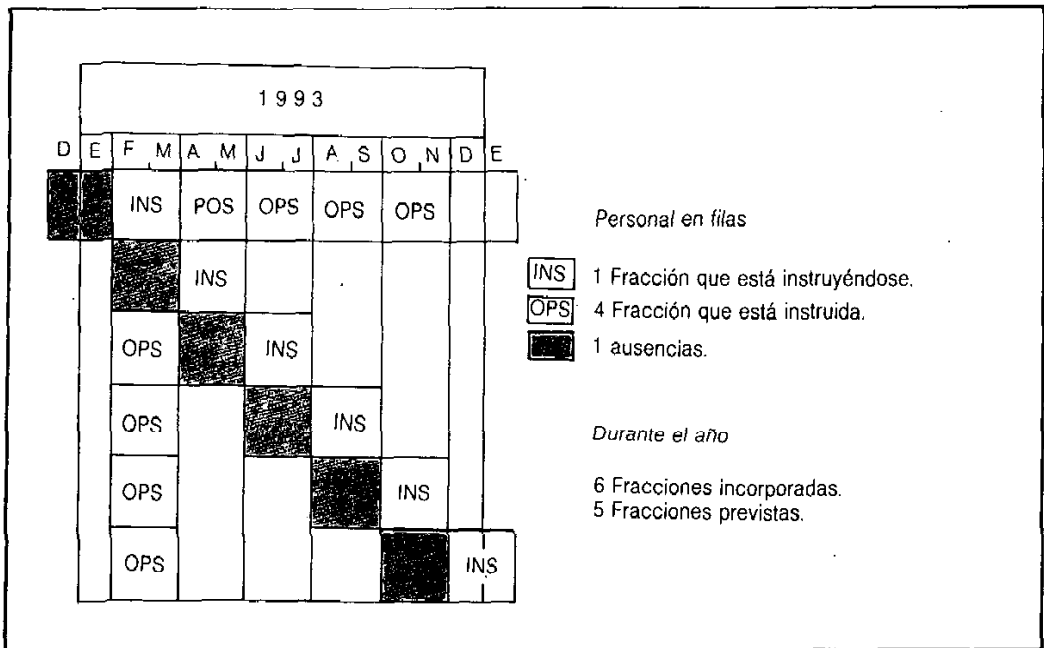 1993
D E F M A M J J A S O N D E
INS POS OPS OPS OPS
INS
OPS INS
OPS INS
OPS INS
OPS INS
Personal en filas
INS 1 Fracción que está instruyéndose.
OPS 4 Fracción que está instruida.
1 ausencias.
Durante el año
6 Fracciones incorporadas.
5 Fracciones previstas.